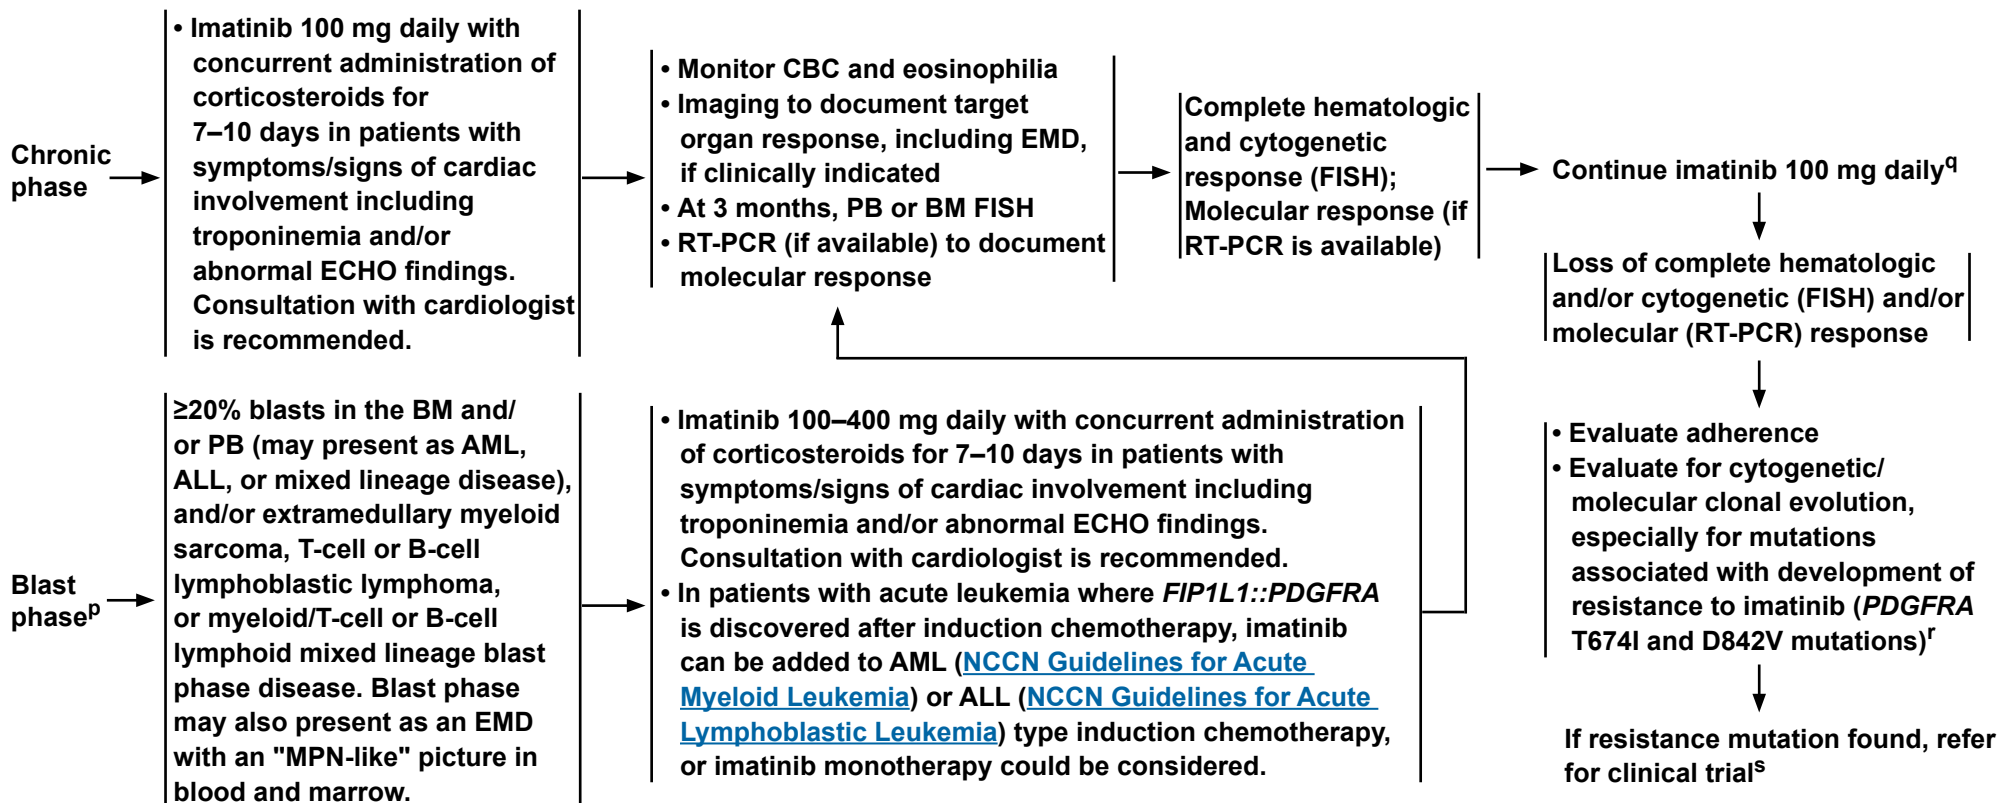 Chronic
phase
• Imatinib 100 mg daily with
concurrent administration of
corticosteroids for
7–10 days in patients with
symptoms/signs of cardiac
involvement including
troponinemia and/or
abnormal ECHO findings.
Consultation with cardiologist
is recommended.
• Monitor CBC and eosinophilia
• Imaging to document target
organ response, including EMD,
if clinically indicated
• At 3 months, PB or BM FISH
• RT-PCR (if available) to document
molecular response
Complete hematologic
and cytogenetic
response (FISH);
Molecular response (if
RT-PCR is available)
Continue imatinib 100 mg daily^q
Loss of complete hematologic
and/or cytogenetic (FISH) and/or
molecular (RT-PCR) response
• Evaluate adherence
• Evaluate for cytogenetic/
molecular clonal evolution,
especially for mutations
associated with development of
resistance to imatinib (PDGFRA
T674I and D842V mutations)^r
If resistance mutation found, refer
for clinical trial^s
Blast
phase^p
≥20% blasts in the BM and/
or PB (may present as AML,
ALL, or mixed lineage disease),
and/or extramedullary myeloid
sarcoma, T-cell or B-cell
lymphoblastic lymphoma,
or myeloid/T-cell or B-cell
lymphoid mixed lineage blast
phase disease. Blast phase
may also present as an EMD
with an "MPN-like" picture in
blood and marrow.
• Imatinib 100–400 mg daily with concurrent administration
of corticosteroids for 7–10 days in patients with
symptoms/signs of cardiac involvement including
troponinemia and/or abnormal ECHO findings.
Consultation with cardiologist is recommended.
• In patients with acute leukemia where FIP1L1::PDGFRA
is discovered after induction chemotherapy, imatinib
can be added to AML (NCCN Guidelines for Acute
Myeloid Leukemia) or ALL (NCCN Guidelines for Acute
Lymphoblastic Leukemia) type induction chemotherapy,
or imatinib monotherapy could be considered.